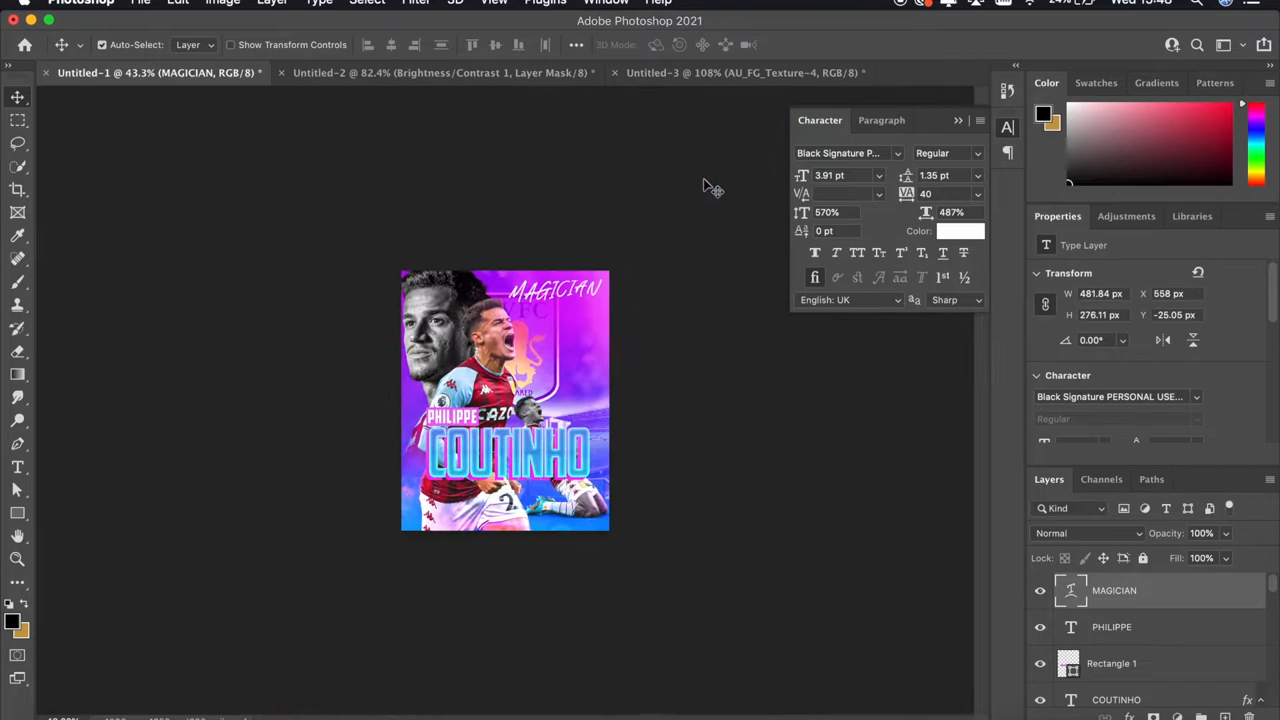 Photoshop File Edit Image Layer Type Select Filter 3D View Plugins Window Help 24% Wed 15:48
Adobe Photoshop 2021
Auto-Select: Layer Show Transform Controls 3D Mode:
Untitled-1 @ 43.3% (MAGICIAN, RGB/8) * Untitled-2 @ 82.4% (Brightness/Contrast 1, Layer Mask/8) * Untitled-3 @ 108% (AU_FG_Texture-4, RGB/8) *
Character Paragraph
Black Signature P... Regular
3.91 pt 1.35 pt
40
570% 487%
0 pt Color:
English: UK Sharp
MAGICIAN
VFC
PHILIPPE
CAZO
COUTINHO
2
Color Swatches Gradients Patterns
Properties Adjustments Libraries
Type Layer
Transform
W 481.84 px X 558 px
H 276.11 px Y -25.05 px
0.00°
Character
Black Signature PERSONAL USE...
Regular
Layers Channels Paths
Kind
Normal Opacity: 100%
Lock: Fill: 100%
MAGICIAN
PHILIPPE
Rectangle 1
COUTINHO fx